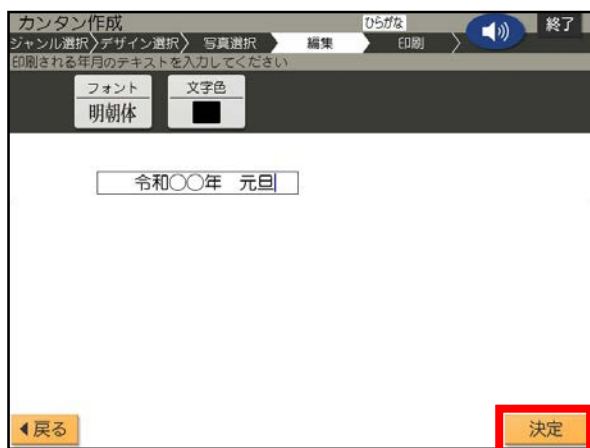 カンタン作成 ひらがな 終了
ジャンル選択 デザイン選択 写真選択 編集 印刷
印刷される年月のテキストを入力してください
フォント 文字色
明朝体
令和○○年 元旦
戻る 決定